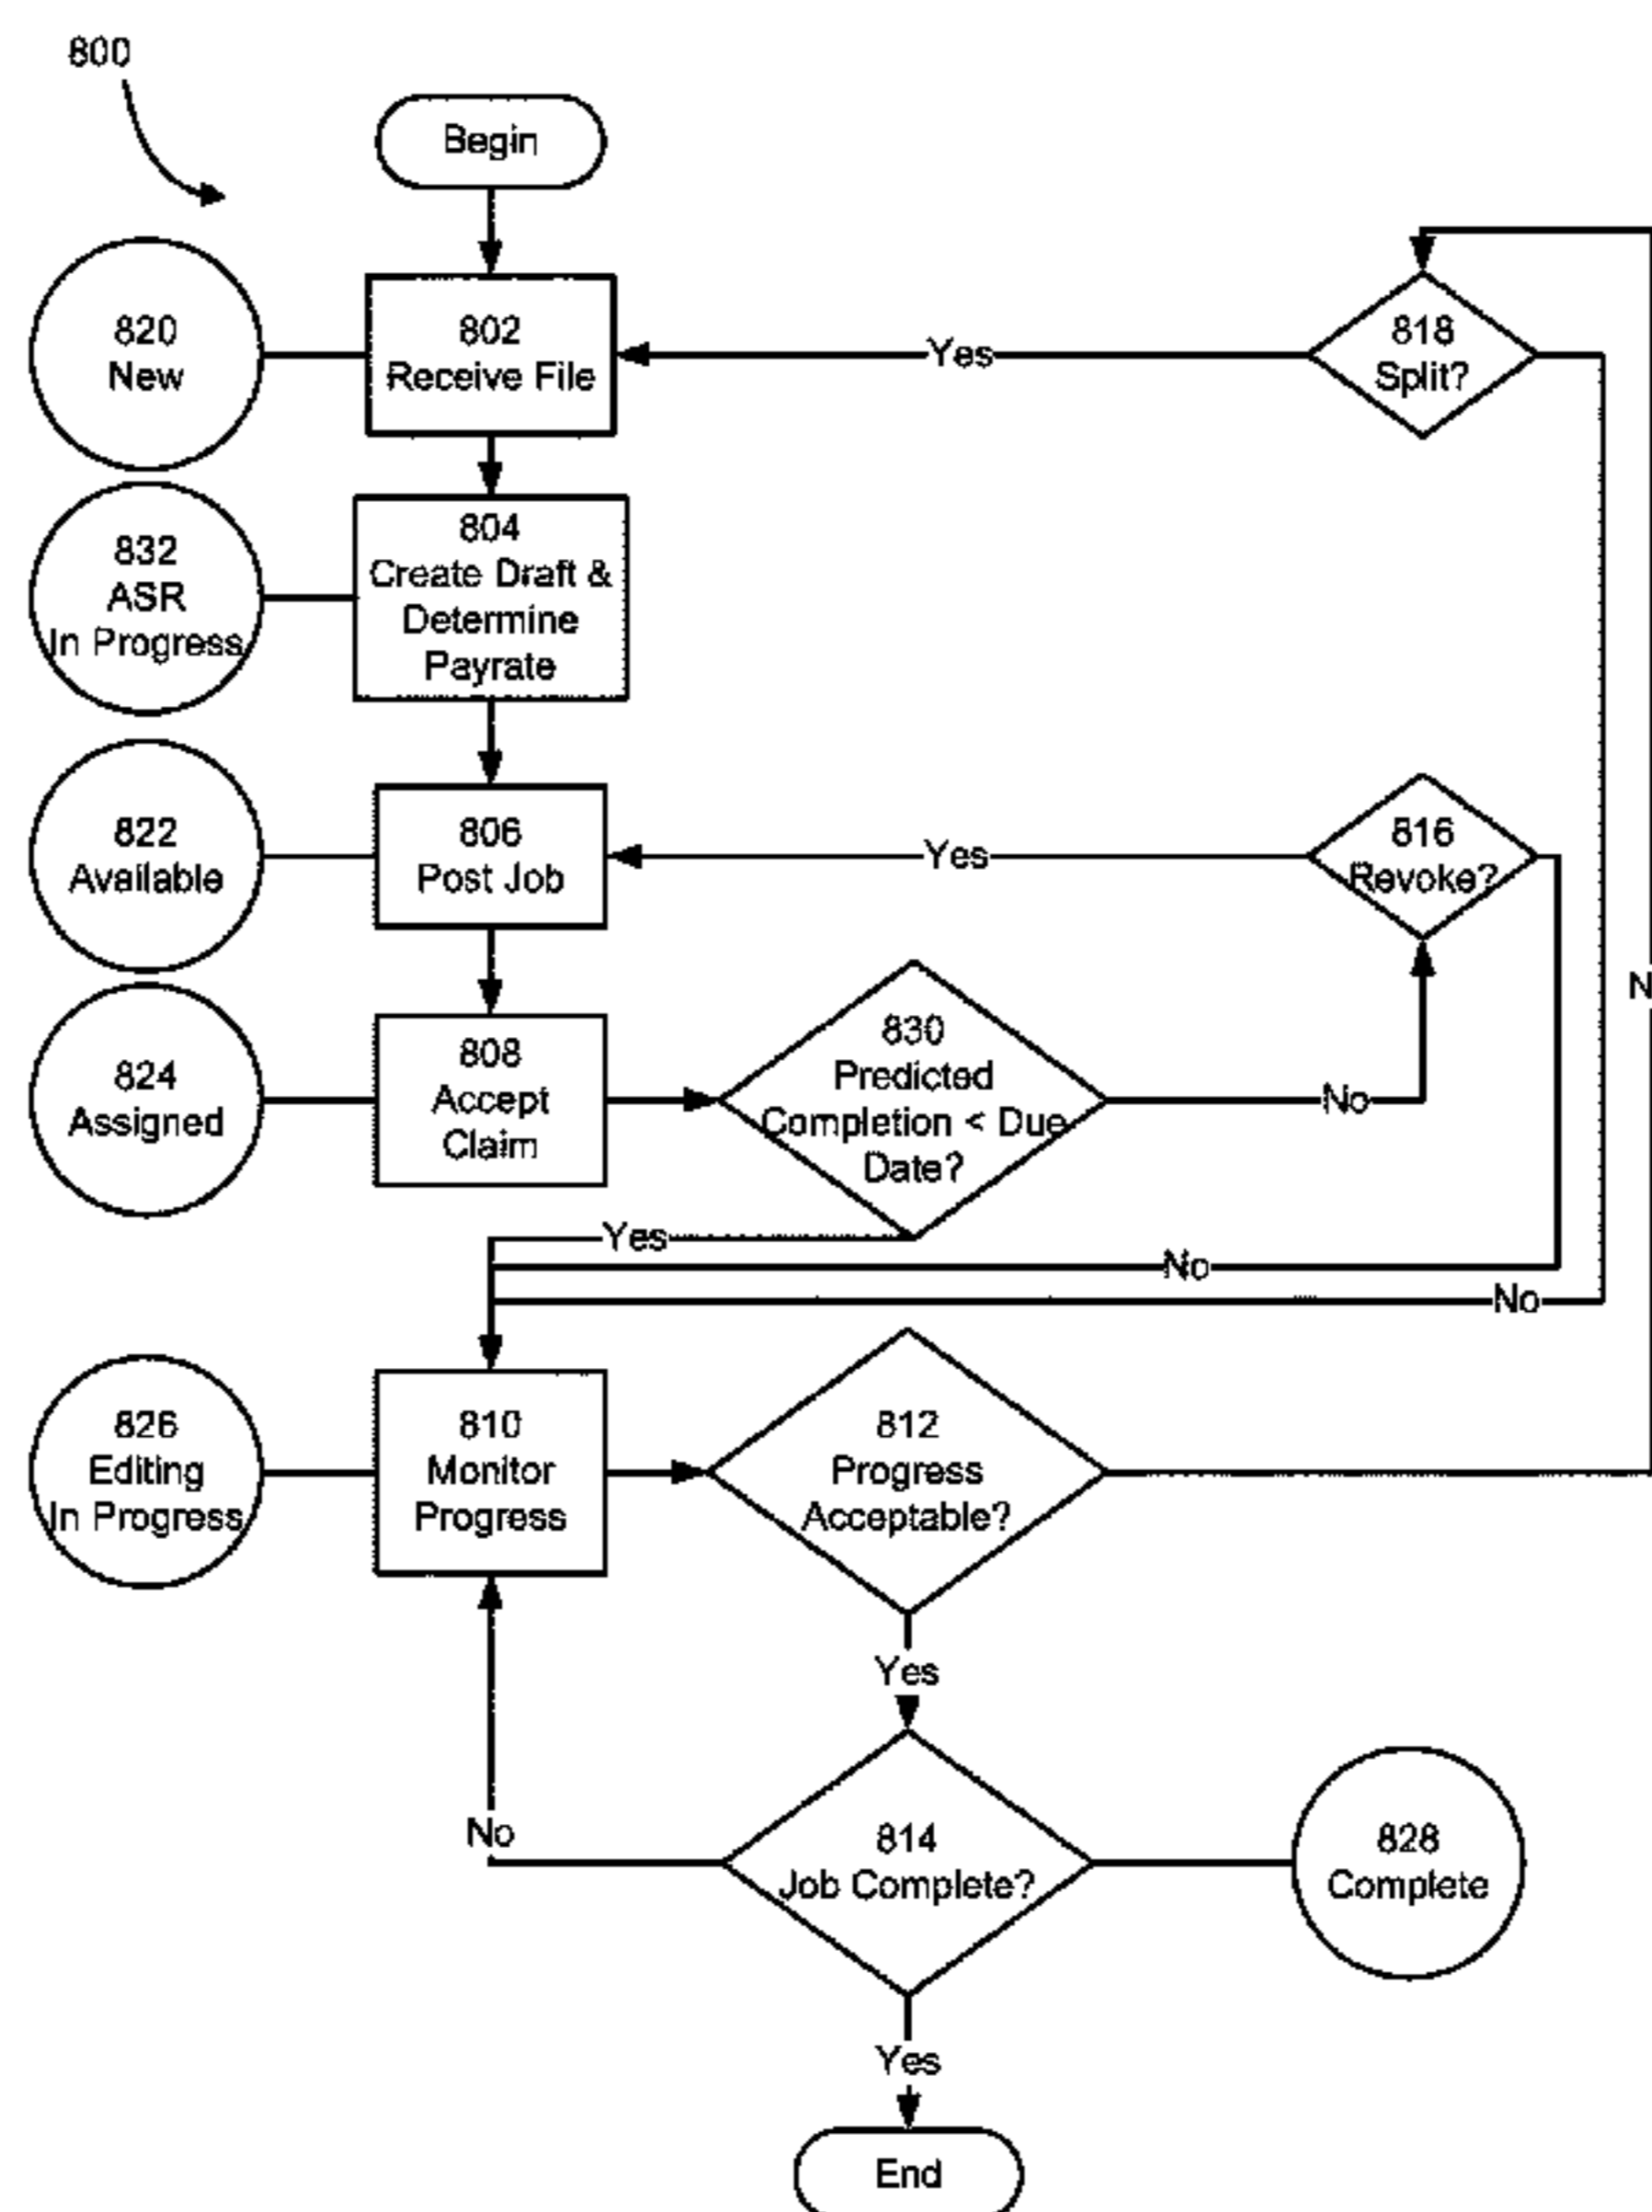 800
Begin
820
New
802
Receive File
Yes
818
Split?
832
ASR
In Progress
804
Create Draft &
Determine
Payrate
822
Available
806
Post Job
Yes
816
Revoke?
824
Assigned
808
Accept
Claim
830
Predicted
Completion < Due
Date?
No
N
Yes
No
No
826
Editing
In Progress
810
Monitor
Progress
812
Progress
Acceptable?
Yes
No
814
Job Complete?
828
Complete
Yes
End